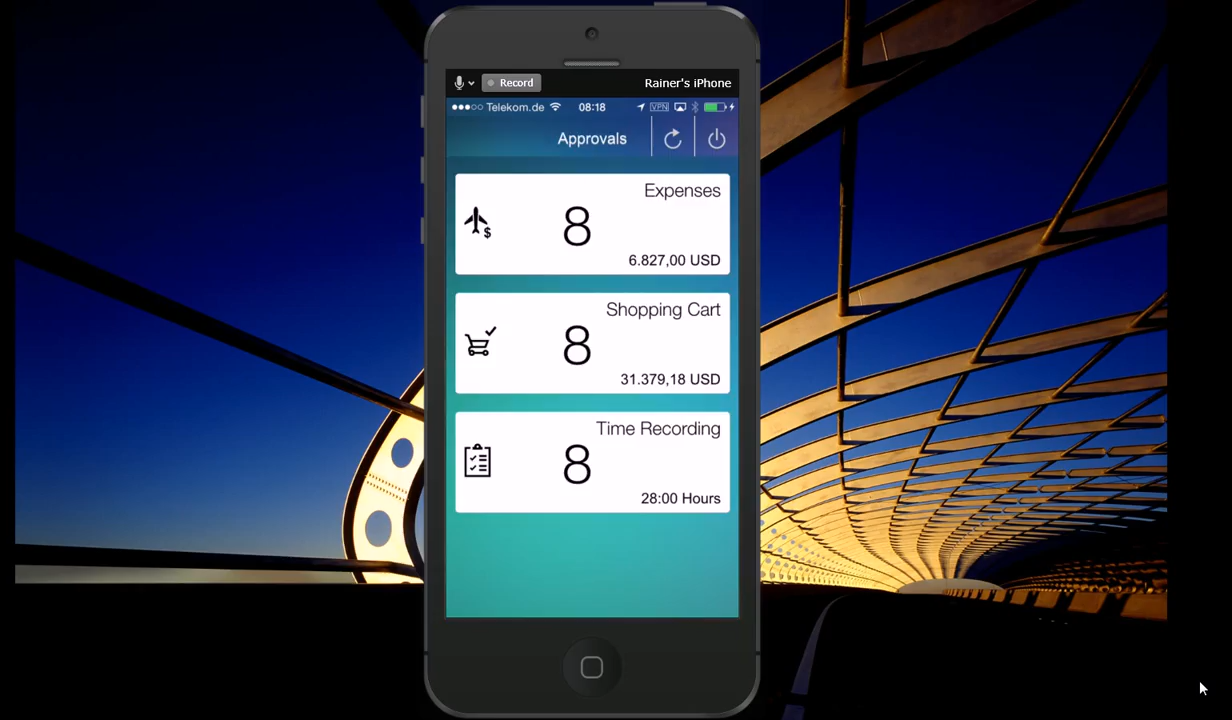 Record
Rainer's iPhone
Telekom.de 08:18 VPN
Approvals
Expenses
$ 8
6.827,00 USD
Shopping Cart
8
31.379,18 USD
Time Recording
8
28:00 Hours